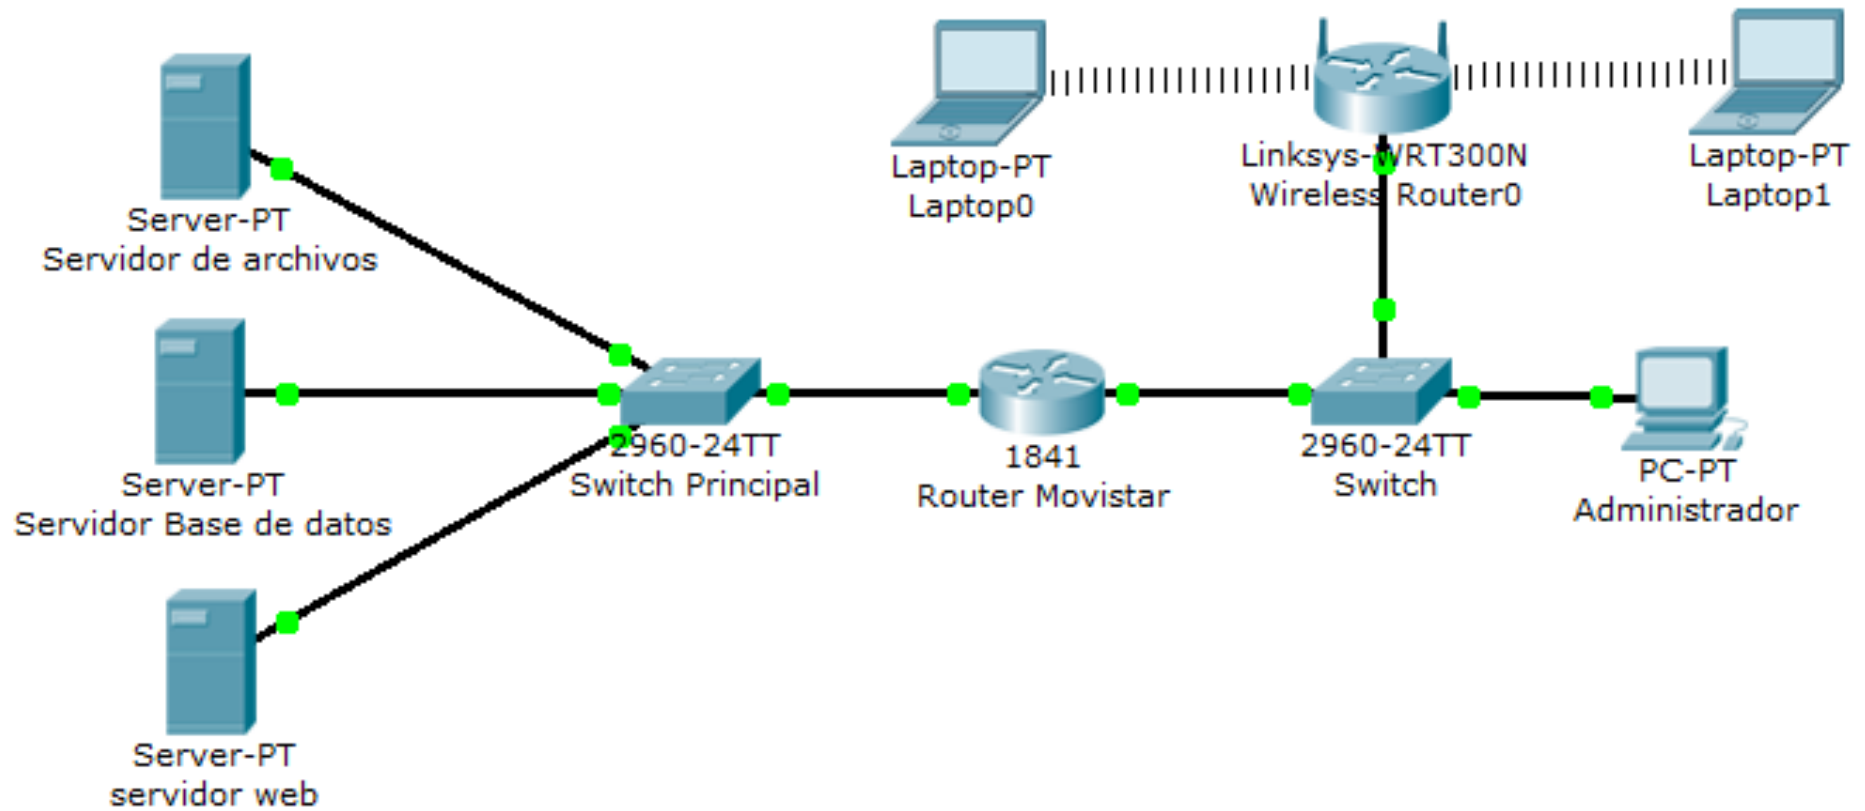 Laptop-PT
Laptop0
Linksys-WRT300N
Wireless Router0
Laptop-PT
Laptop1
Server-PT
Servidor de archivos
Server-PT
Servidor Base de datos
2960-24TT
Switch Principal
1841
Router Movistar
2960-24TT
Switch
PC-PT
Administrador
Server-PT
servidor web